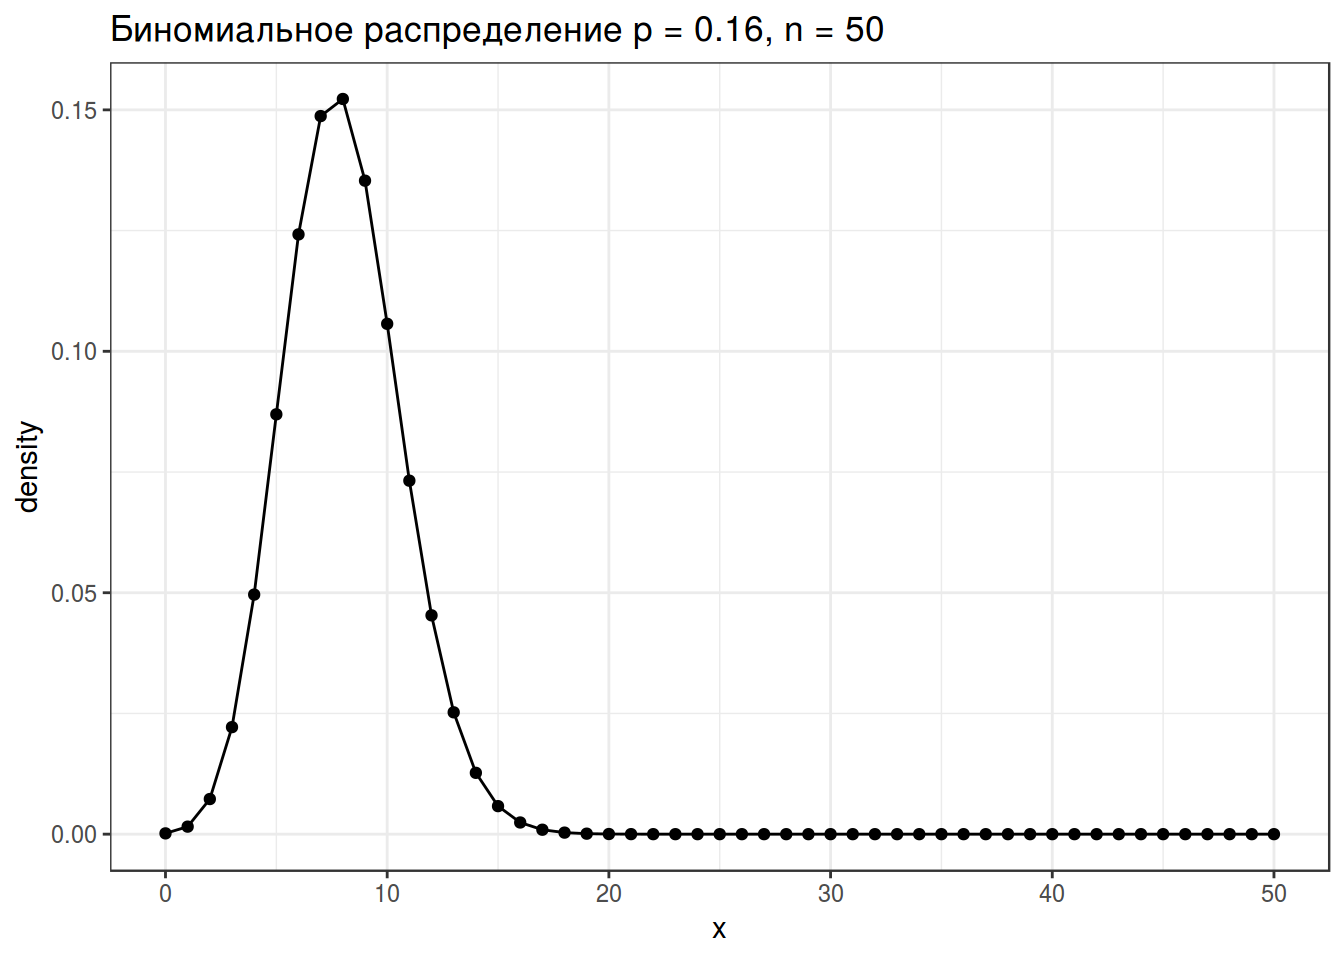 Биномиальное распределение p = 0.16, n = 50
0.15
0.10
0.05
0.00
density
0 10 20 30 40 50
x